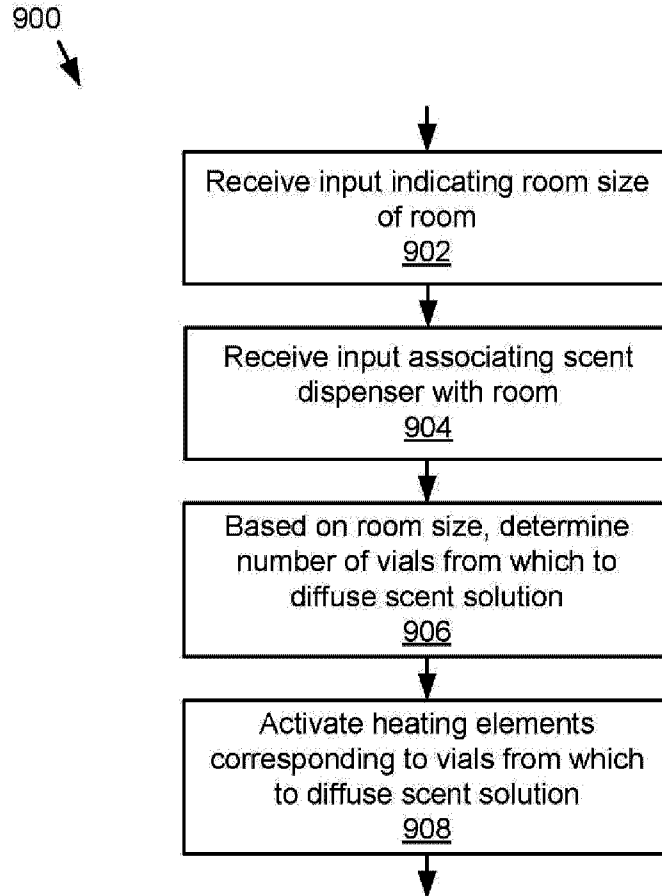 900
Receive input indicating room size
of room
902
Receive input associating scent
dispenser with room
904
Based on room size, determine
number of vials from which to
diffuse scent solution
906
Activate heating elements
corresponding to vials from which
to diffuse scent solution
908